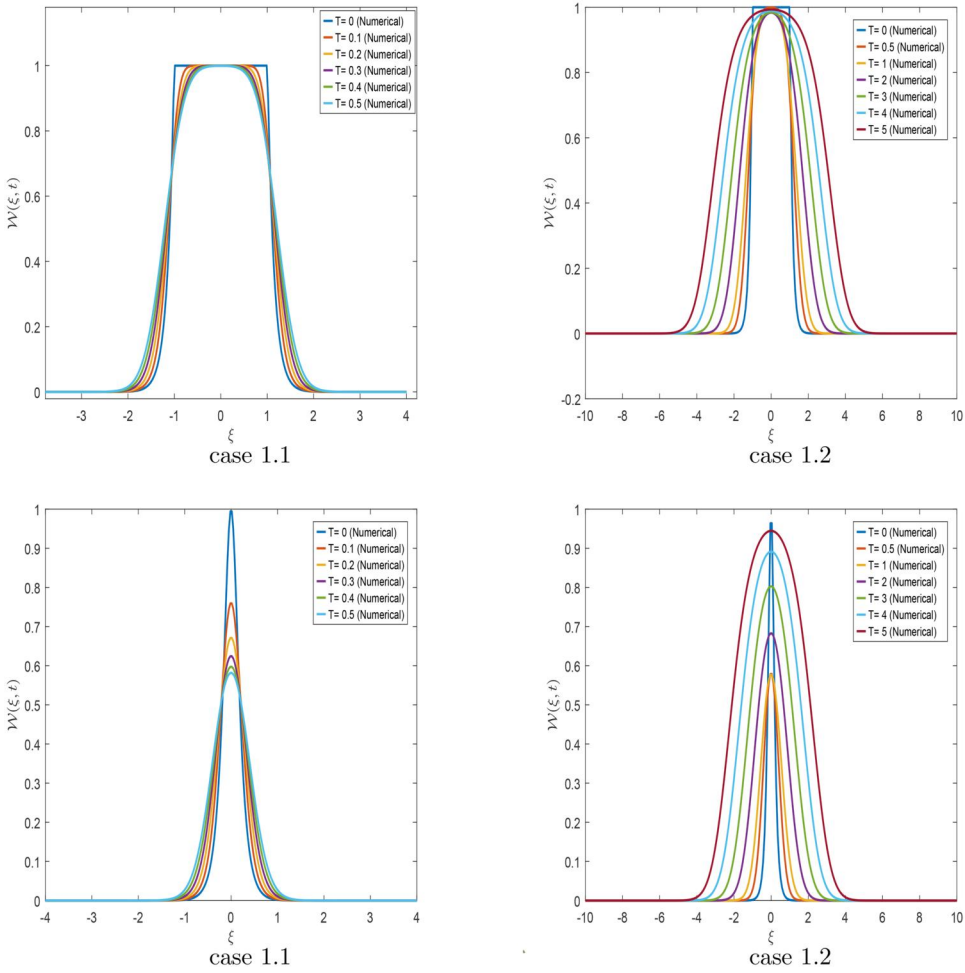 T= 0 (Numerical)
T= 0.1 (Numerical)
T= 0.2 (Numerical)
T= 0.3 (Numerical)
T= 0.4 (Numerical)
T= 0.5 (Numerical)
1
0.8
0.6
0.4
0.2
0
𝒲(ξ, t)
-3 -2 -1 0 1 2 3 4
ξ
case 1.1
T= 0 (Numerical)
T= 0.5 (Numerical)
T= 1 (Numerical)
T= 2 (Numerical)
T= 3 (Numerical)
T= 4 (Numerical)
T= 5 (Numerical)
1
0.8
0.6
0.4
0.2
0
-0.2
𝒲(ξ, t)
-10 -8 -6 -4 -2 0 2 4 6 8 10
ξ
case 1.2
T= 0 (Numerical)
T= 0.1 (Numerical)
T= 0.2 (Numerical)
T= 0.3 (Numerical)
T= 0.4 (Numerical)
T= 0.5 (Numerical)
1
0.9
0.8
0.7
0.6
0.5
0.4
0.3
0.2
0.1
0
𝒲(ξ, t)
-4 -3 -2 -1 0 1 2 3 4
ξ
case 1.1
T= 0 (Numerical)
T= 0.5 (Numerical)
T= 1 (Numerical)
T= 2 (Numerical)
T= 3 (Numerical)
T= 4 (Numerical)
T= 5 (Numerical)
1
0.9
0.8
0.7
0.6
0.5
0.4
0.3
0.2
0.1
0
𝒲(ξ, t)
-10 -8 -6 -4 -2 0 2 4 6 8 10
ξ
case 1.2